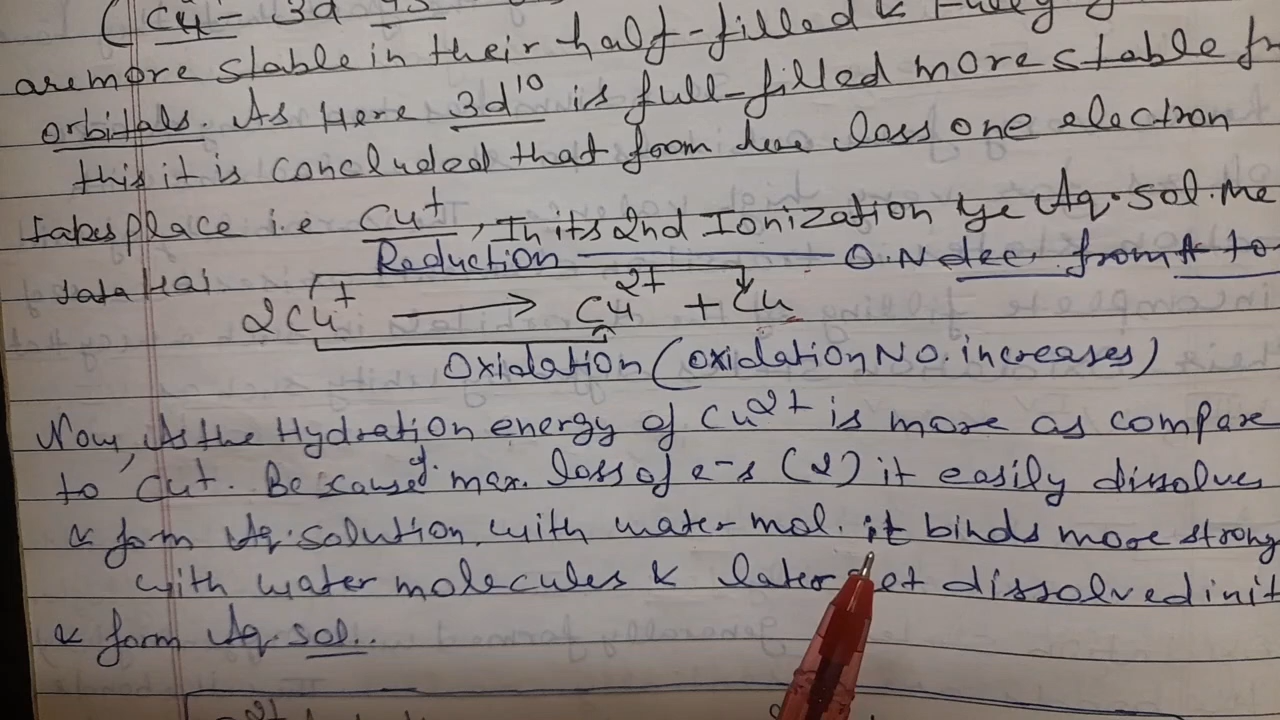 (Cu - 3d 4s
are more stable in their half-filled & Fully
orbitals. As Here 3d¹⁰ is full-filled more stable
this it is concluded that from here loss one electron
takes place i.e Cu⁺, In its 2nd Ionization ye Aq. sol. me
Reduction O.N dec. from to
jata Hai
2Cu⁺ → Cu²⁺ + Cu
Oxidation (oxidation No. increases)
Now, As the Hydration energy of Cu²⁺ is more as compare
to Cu⁺. Because of max. loss of e-s (2) it easily dissolves
& form Aq. solution, with water mol. it binds more strong
with water molecules & later get dissolved in it
& form Aq sol..